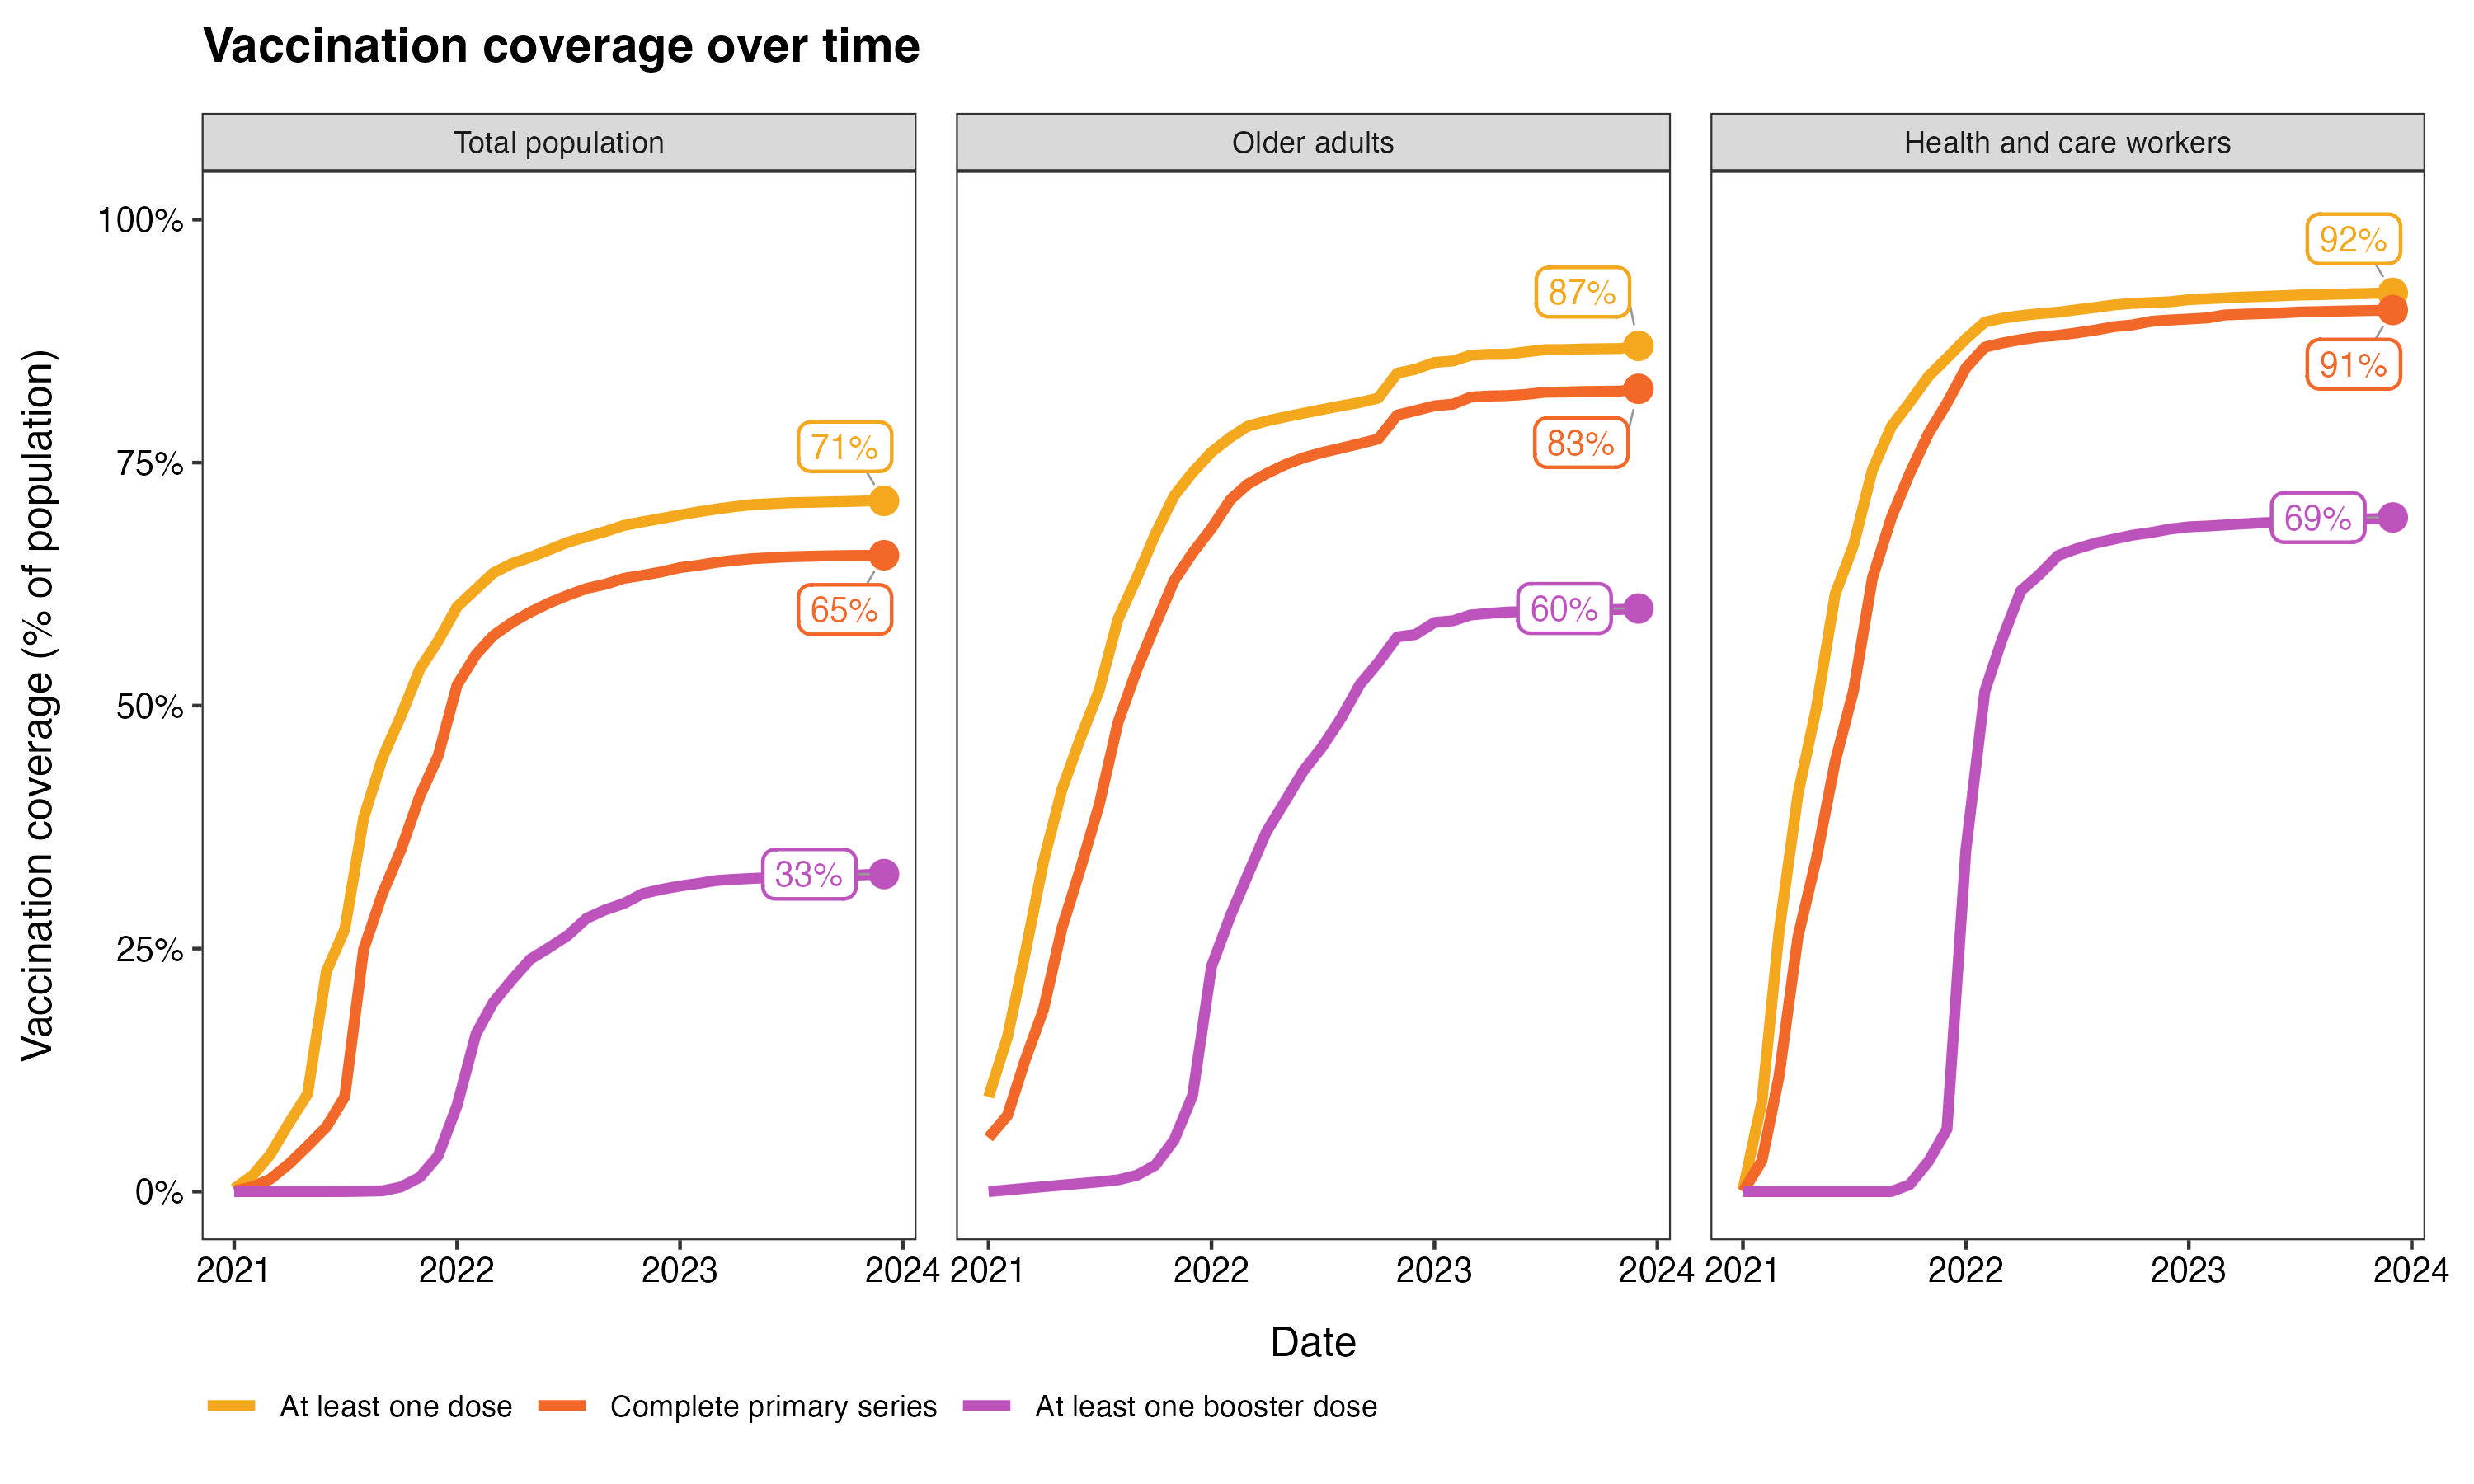 Vaccination coverage over time
Total population
Older adults
Health and care workers
Vaccination coverage (% of population)
100%
75%
50%
25%
0%
71%
65%
33%
87%
83%
60%
92%
91%
69%
2021 2022 2023 2024
2021 2022 2023 2024
2021 2022 2023 2024
Date
At least one dose Complete primary series At least one booster dose